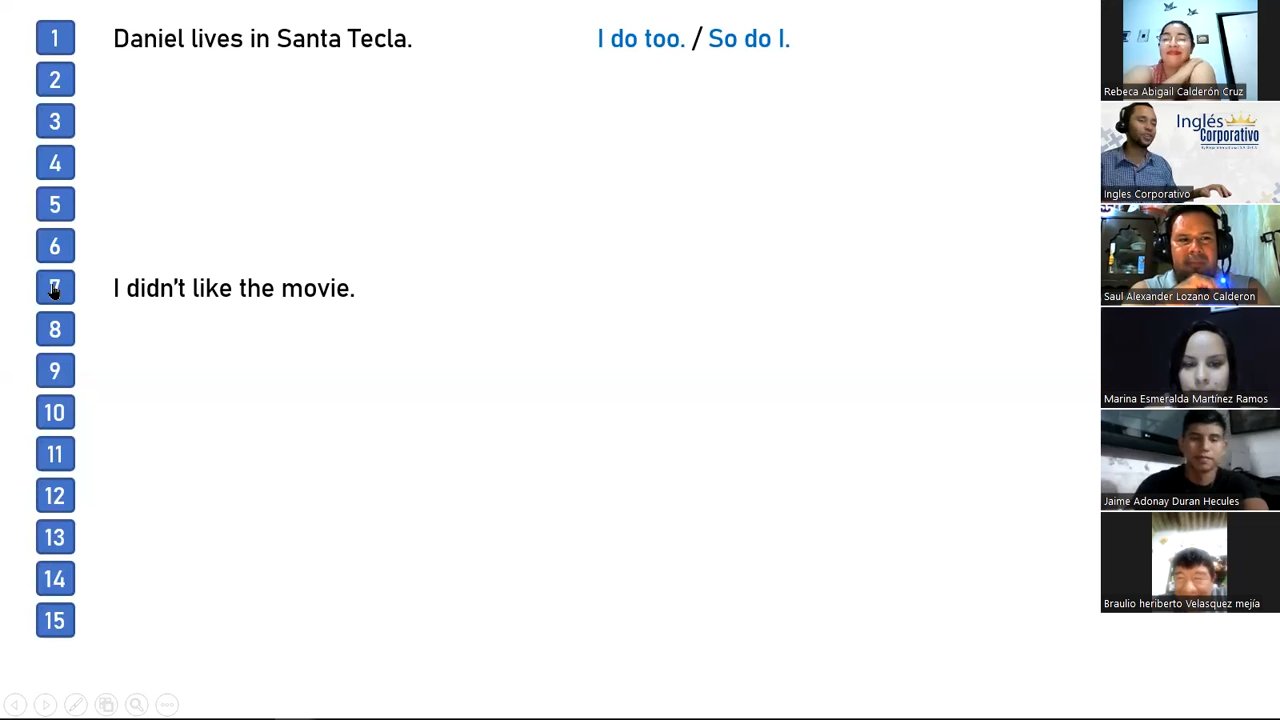 1 Daniel lives in Santa Tecla. I do too. / So do I.
2
3
4
5
6
7 I didn't like the movie.
8
9
10
11
12
13
14
15
Rebeca Abigail Calderón Cruz
Inglés
Corporativo
Ingles Corporativo
Saul Alexander Lozano Calderon
Marina Esmeralda Martínez Ramos
Jaime Adonay Duran Hecules
Braulio heriberto Velasquez mejía